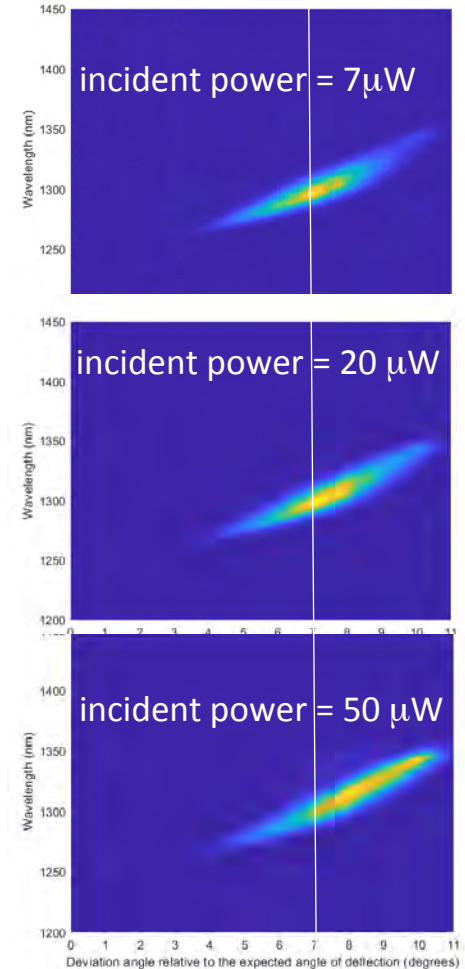 1450
incident power = 7μW
1400
Wavelength (nm)
1350
1300
1250
1450
incident power = 20 μW
1400
Wavelength (nm)
1350
1300
1250
1200
0 1 2 3 4 5 6 7 8 9 10 11
incident power = 50 μW
1400
Wavelength (nm)
1350
1300
1250
1200
0 1 2 3 4 5 6 7 8 9 10 11
Deviation angle relative to the expected angle of deflection (degrees)